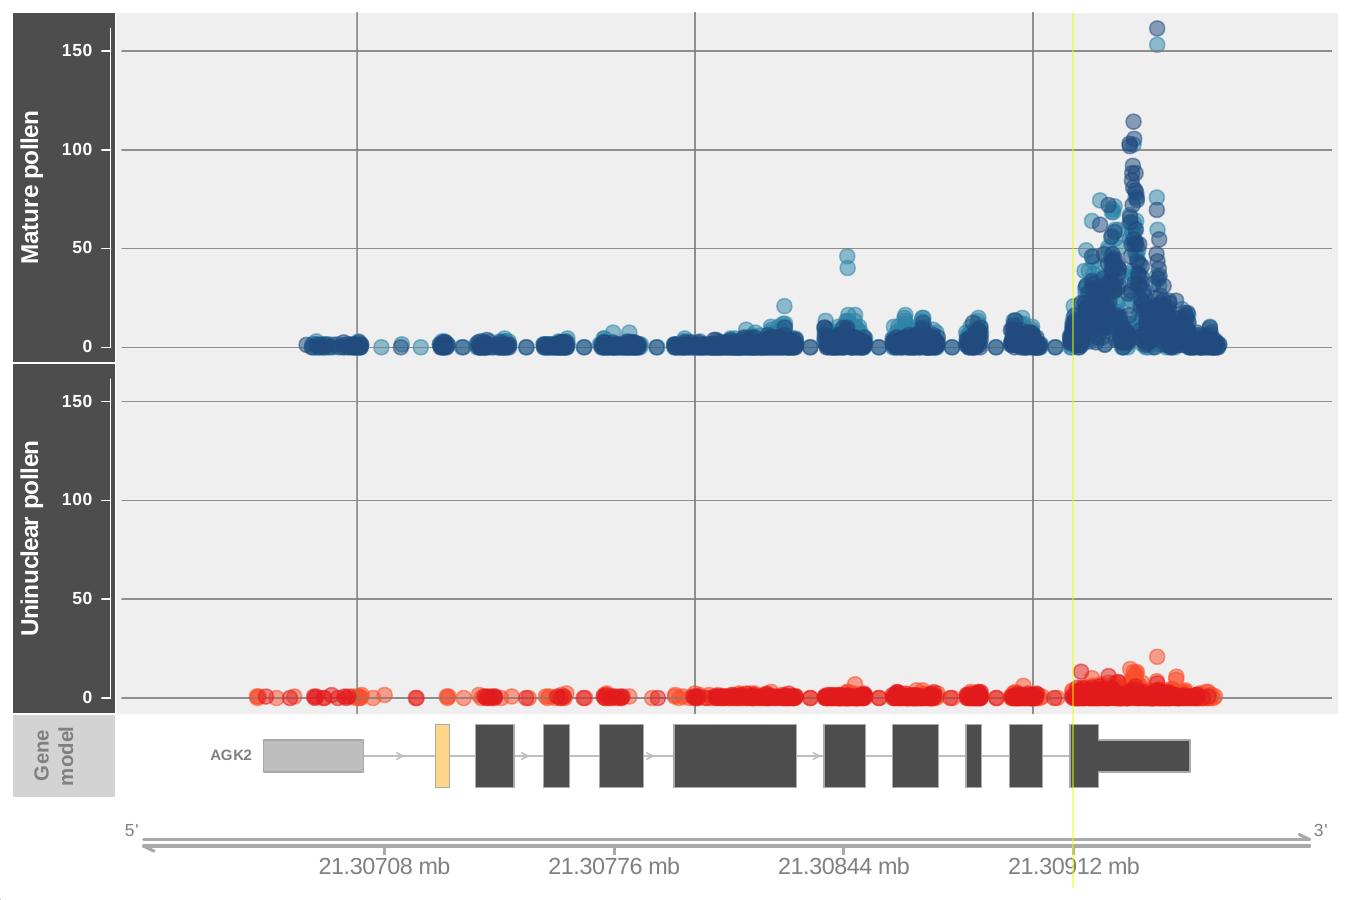 Mature pollen
150
100
50
0
Uninuclear pollen
150
100
50
0
Gene
model
AGK2
5'
3'
21.30708 mb
21.30776 mb
21.30844 mb
21.30912 mb